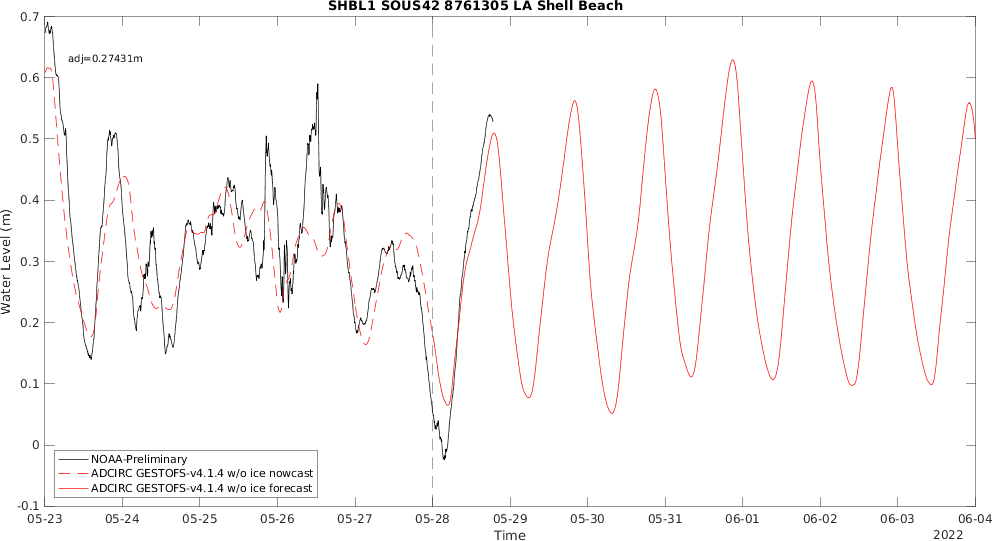 SHBL1 SOUS42 8761305 LA Shell Beach
adj=0.27431m
Water Level (m)
0.7
0.6
0.5
0.4
0.3
0.2
0.1
0
-0.1
NOAA-Preliminary
ADCIRC GESTOFS-v4.1.4 w/o ice nowcast
ADCIRC GESTOFS-v4.1.4 w/o ice forecast
05-23 05-24 05-25 05-26 05-27 05-28 05-29 05-30 05-31 06-01 06-02 06-03 06-04
Time
2022